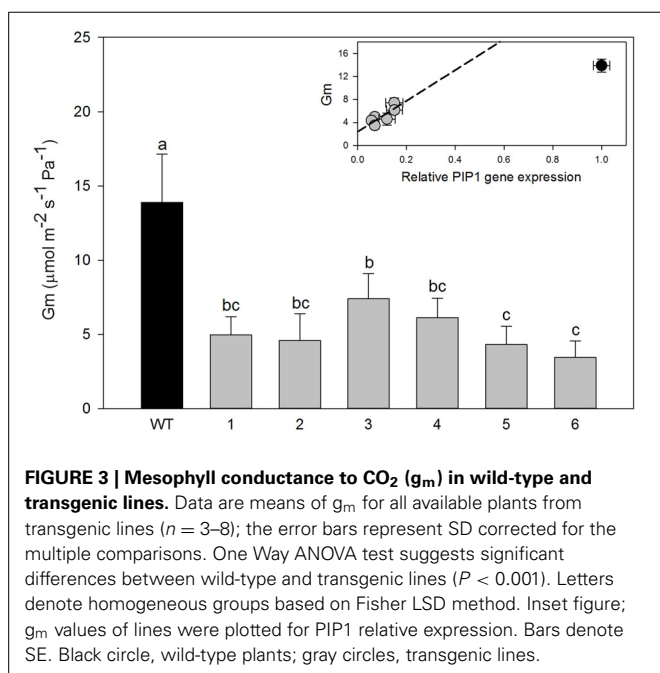 25
20
15
10
5
0
Gm (µmol m⁻² s⁻¹ Pa⁻¹)
a
bc
bc
b
bc
c
c
WT 1 2 3 4 5 6
16
12
8
4
0
Gm
0.0 0.2 0.4 0.6 0.8 1.0
Relative PIP1 gene expression
FIGURE 3 | Mesophyll conductance to CO₂ (gₘ) in wild-type and
transgenic lines. Data are means of gₘ for all available plants from
transgenic lines (n = 3–8); the error bars represent SD corrected for the
multiple comparisons. One Way ANOVA test suggests significant
differences between wild-type and transgenic lines (P < 0.001). Letters
denote homogeneous groups based on Fisher LSD method. Inset figure;
gₘ values of lines were plotted for PIP1 relative expression. Bars denote
SE. Black circle, wild-type plants; gray circles, transgenic lines.